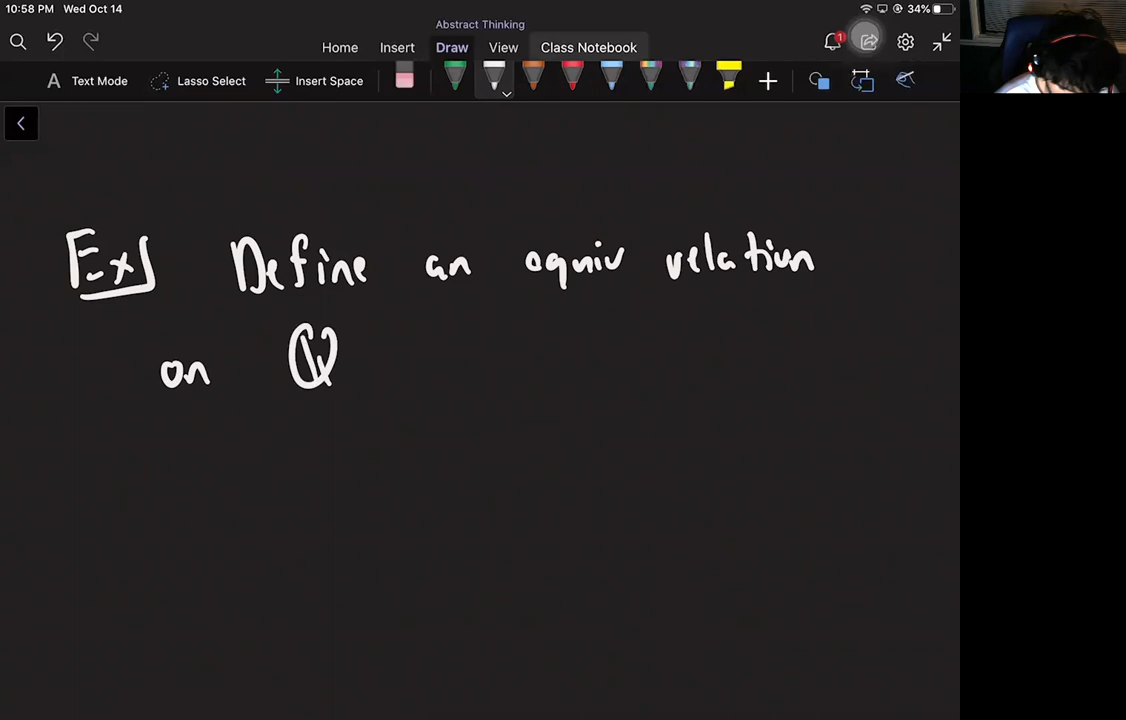 10:58 PM Wed Oct 14
34%
Abstract Thinking
Home Insert Draw View Class Notebook
1
A Text Mode Lasso Select Insert Space
Ex Define an equiv relation
on ℚ